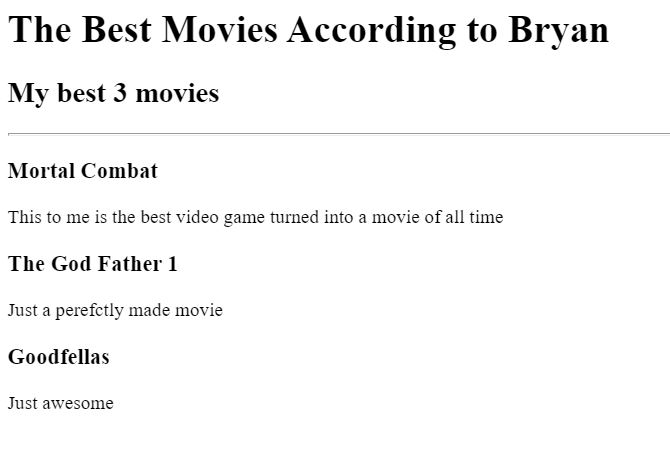 The Best Movies According to Bryan
My best 3 movies
Mortal Combat
This to me is the best video game turned into a movie of all time
The God Father 1
Just a perefctly made movie
Goodfellas
Just awesome